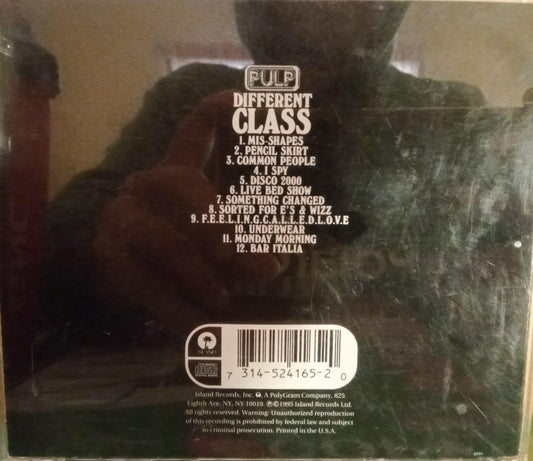 PULP
DIFFERENT
CLASS
1. MIS-SHAPES
2. PENCIL SKIRT
3. COMMON PEOPLE
4. I SPY
5. DISCO 2000
6. LIVE BED SHOW
7. SOMETHING CHANGED
8. SORTED FOR E'S & WIZZ
9. F.E.E.L.I.N.G.C.A.L.L.E.D.L.O.V.E
10. UNDERWEAR
11. MONDAY MORNING
12. BAR ITALIA
ISLAND
COMPACT
disc
DIGITAL AUDIO
7 314-524165-2 0
Island Records, Inc. A PolyGram Company, 825
Eighth Ave. NY, NY 10019. ℗©1995 Island Records Ltd.
All rights reserved. Warning: Unauthorized reproduction
of this recording is prohibited by federal law and subject
to criminal prosecution. Printed in the U.S.A.